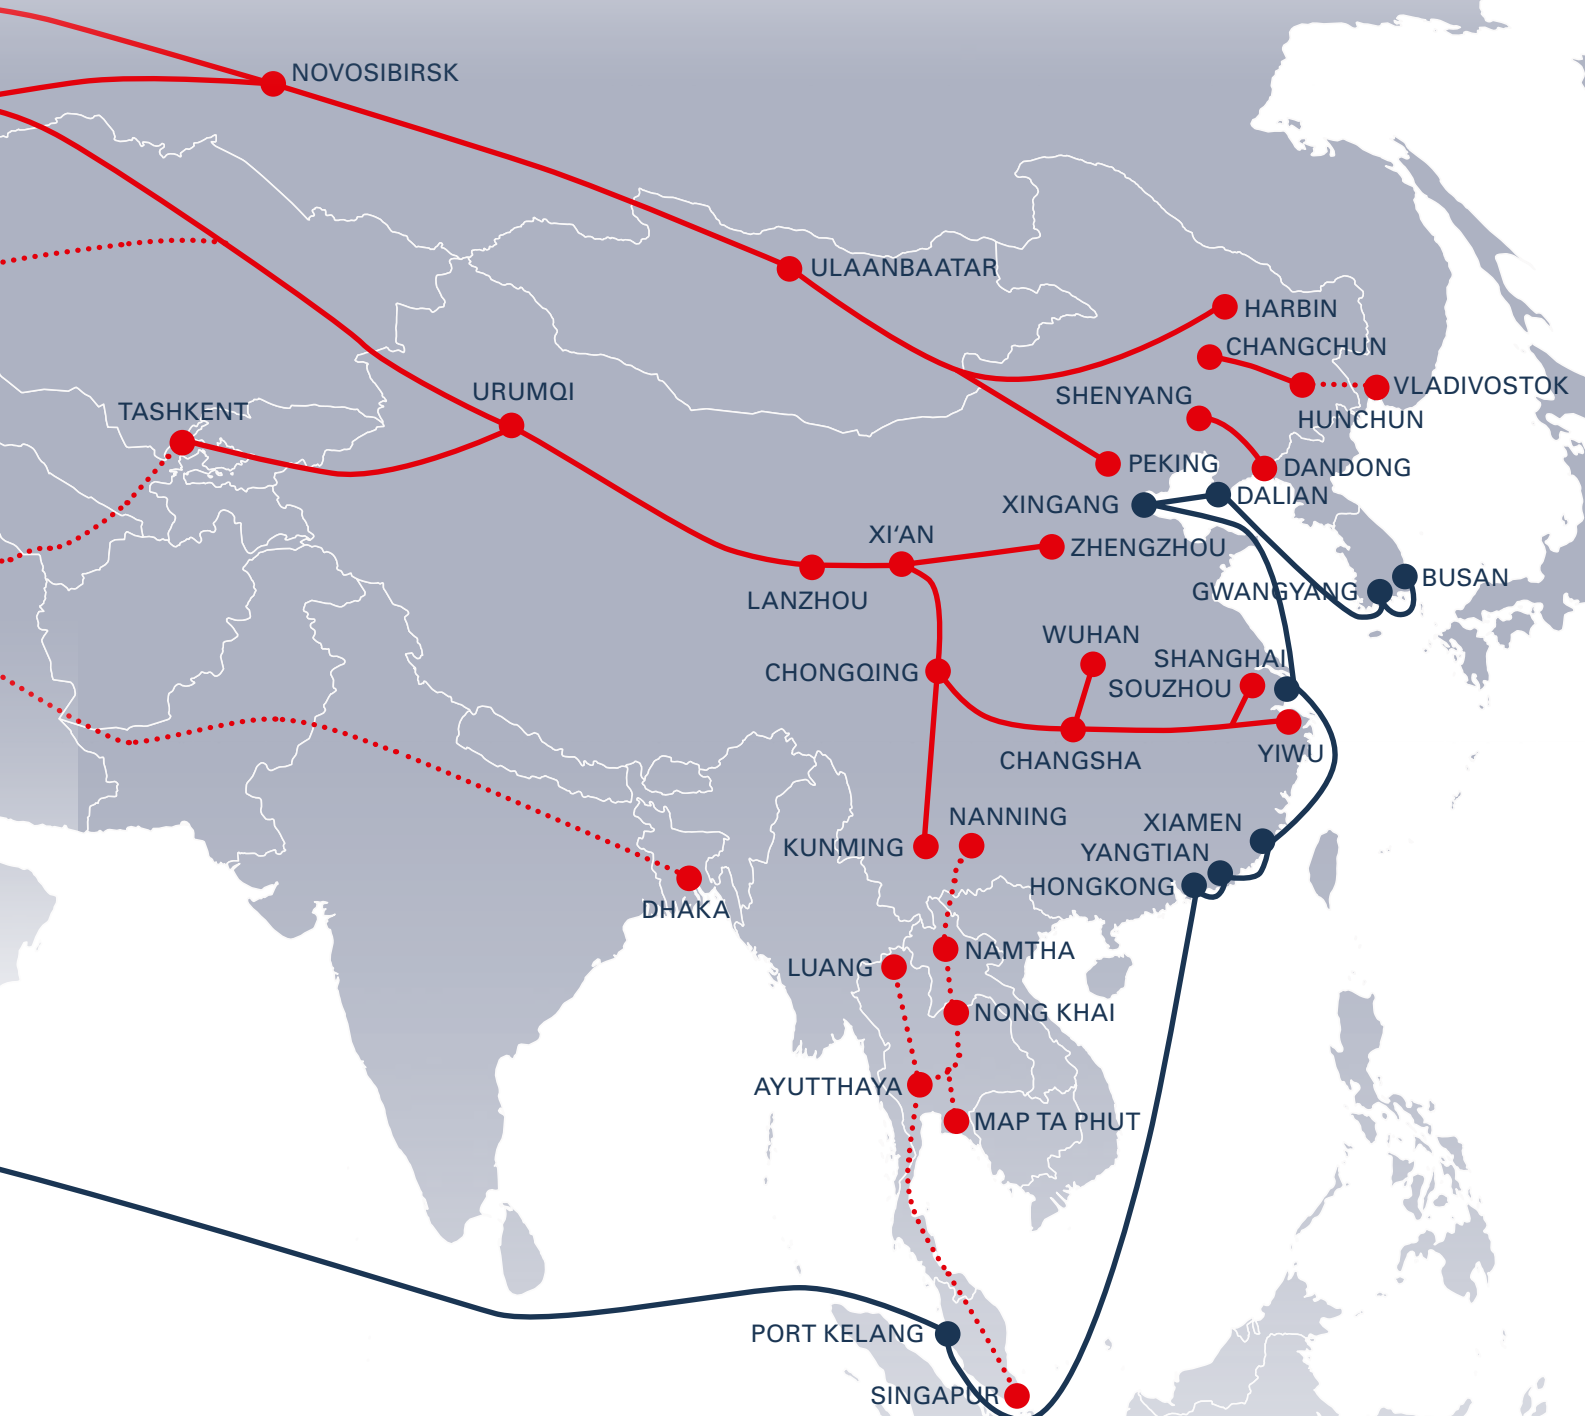 NOVOSIBIRSK
ULAANBAATAR
HARBIN
CHANGCHUN
VLADIVOSTOK
URUMQI
SHENYANG
TASHKENT
HUNCHUN
PEKING
DANDONG
XINGANG
DALIAN
XI'AN
ZHENGZHOU
BUSAN
GWANGYANG
LANZHOU
WUHAN
SHANGHAI
CHONGQING
SOUZHOU
YIWU
CHANGSHA
NANNING
XIAMEN
KUNMING
YANGTIAN
HONGKONG
DHAKA
NAMTHA
LUANG
NONG KHAI
AYUTTHAYA
MAP TA PHUT
PORT KELANG
SINGAPUR